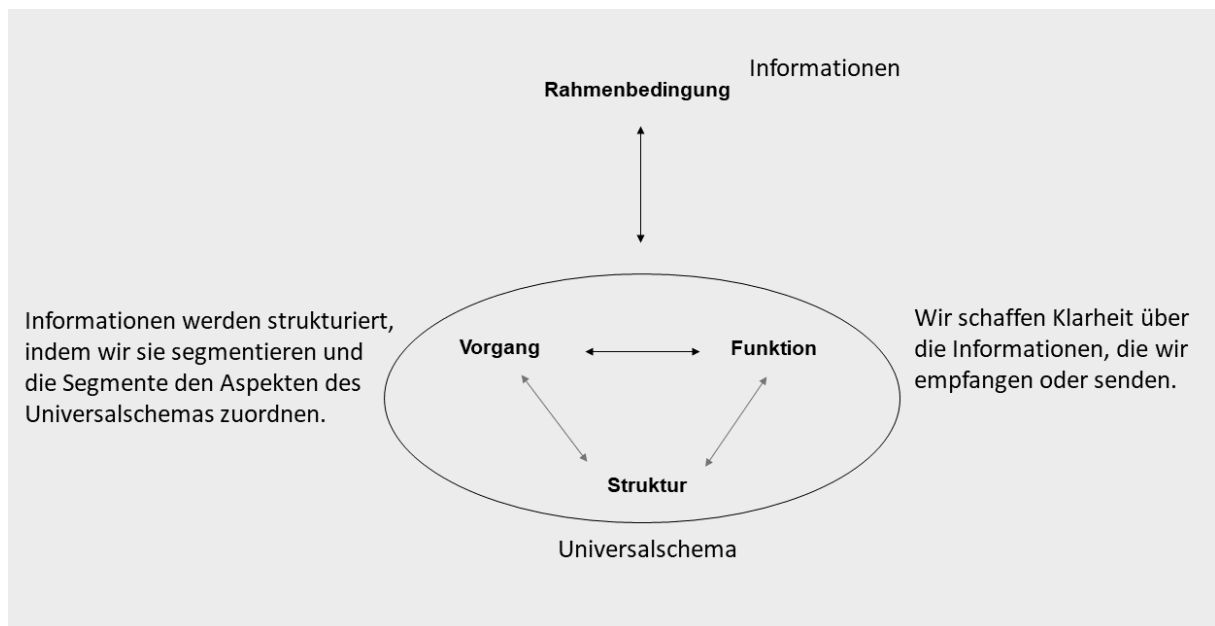 Informationen
Rahmenbedingung
Informationen werden strukturiert,
indem wir sie segmentieren und
die Segmente den Aspekten des
Universalschemas zuordnen.
Vorgang
Funktion
Struktur
Wir schaffen Klarheit über
die Informationen, die wir
empfangen oder senden.
Universalschema